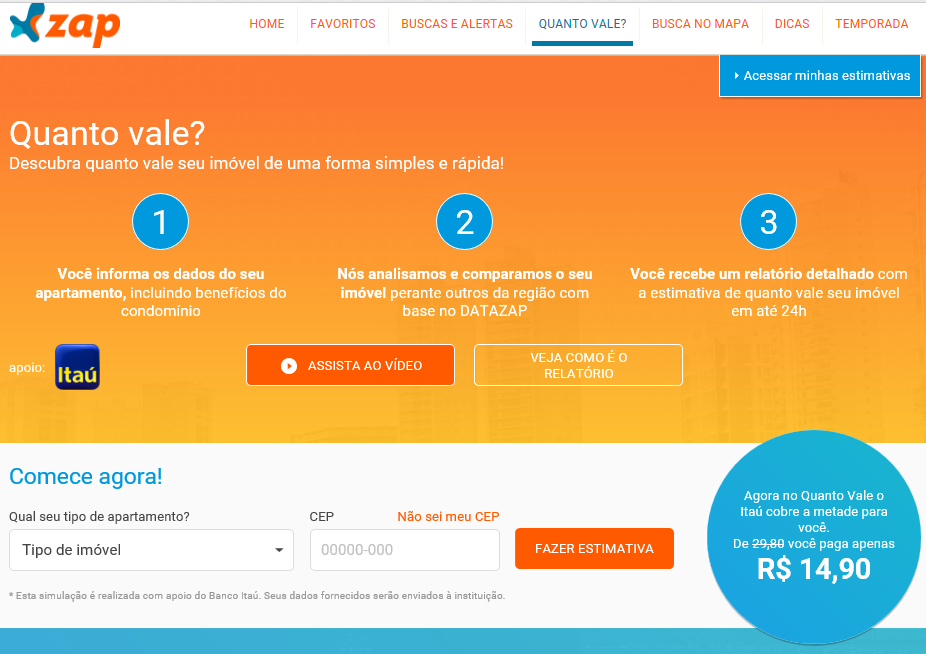 zap
HOME FAVORITOS BUSCAS E ALERTAS QUANTO VALE? BUSCA NO MAPA DICAS TEMPORADA
Acessar minhas estimativas
Quanto vale?
Descubra quanto vale seu imóvel de uma forma simples e rápida!
1
Você informa os dados do seu
apartamento, incluindo benefícios do
condomínio
2
Nós analisamos e comparamos o seu
imóvel perante outros da região com
base no DATAZAP
3
Você recebe um relatório detalhado com
a estimativa de quanto vale seu imóvel
em até 24h
apoio:
Itaú
ASSISTA AO VÍDEO
VEJA COMO É O
RELATÓRIO
Comece agora!
Qual seu tipo de apartamento?
Tipo de imóvel
CEP Não sei meu CEP
00000-000
FAZER ESTIMATIVA
* Esta simulação é realizada com apoio do Banco Itaú. Seus dados fornecidos serão enviados à instituição.
Agora no Quanto Vale o
Itaú cobre a metade para
você.
De 29,80 você paga apenas
R$ 14,90